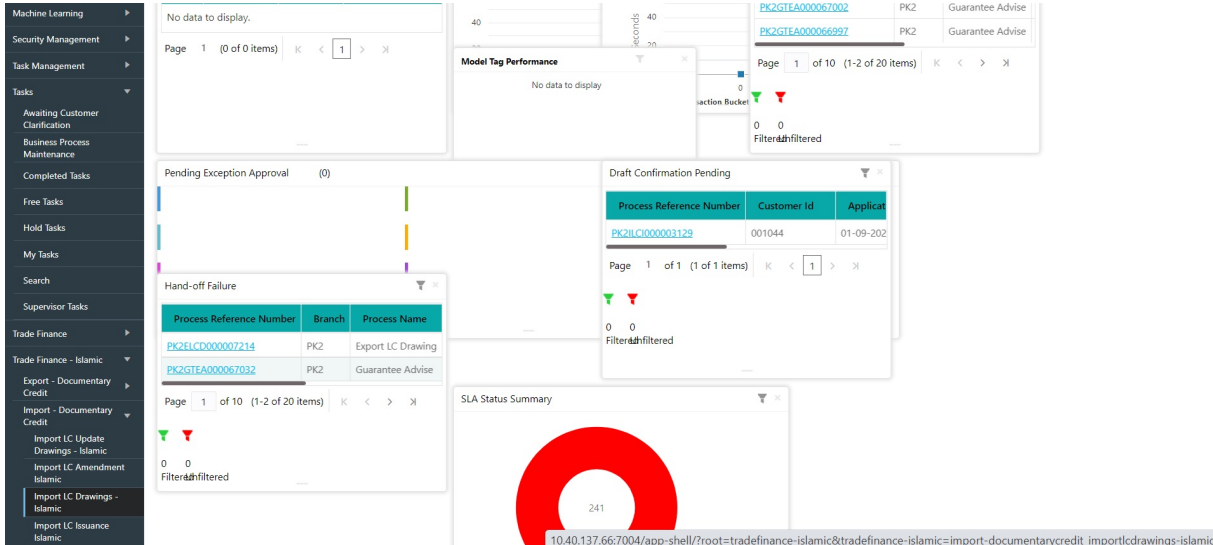 Machine Learning
Security Management
Task Management
Tasks
Awaiting Customer
Clarification
Business Process
Maintenance
Completed Tasks
Free Tasks
Hold Tasks
My Tasks
Search
Supervisor Tasks
Trade Finance
Trade Finance - Islamic
Export - Documentary
Credit
Import - Documentary
Credit
Import LC Update
Drawings - Islamic
Import LC Amendment
Islamic
Import LC Drawings -
Islamic
Import LC Issuance
Islamic
No data to display.
Page 1 (0 of 0 items) 1
40
Model Tag Performance
No data to display
40
20
0
action Bucket
PK2GTEA000067002 PK2 Guarantee Advise
PK2GTEA000066997 PK2 Guarantee Advise
Page 1 of 10 (1-2 of 20 items)
0 0
Filtered Unfiltered
Pending Exception Approval (0)
Draft Confirmation Pending
Process Reference Number Customer Id Applicat
PK2ILCI000003129 001044 01-09-202
Page 1 of 1 (1 of 1 items) 1
0 0
Filtered Unfiltered
Hand-off Failure
Process Reference Number Branch Process Name
PK2ELCD000007214 PK2 Export LC Drawing
PK2GTEA000067032 PK2 Guarantee Advise
Page 1 of 10 (1-2 of 20 items)
0 0
Filtered Unfiltered
SLA Status Summary
241
10.40.137.66:7004/app-shell/?root=tradefinance-islamic&tradefinance-islamic=import-documentarycredit_importlcdrawings-islamic